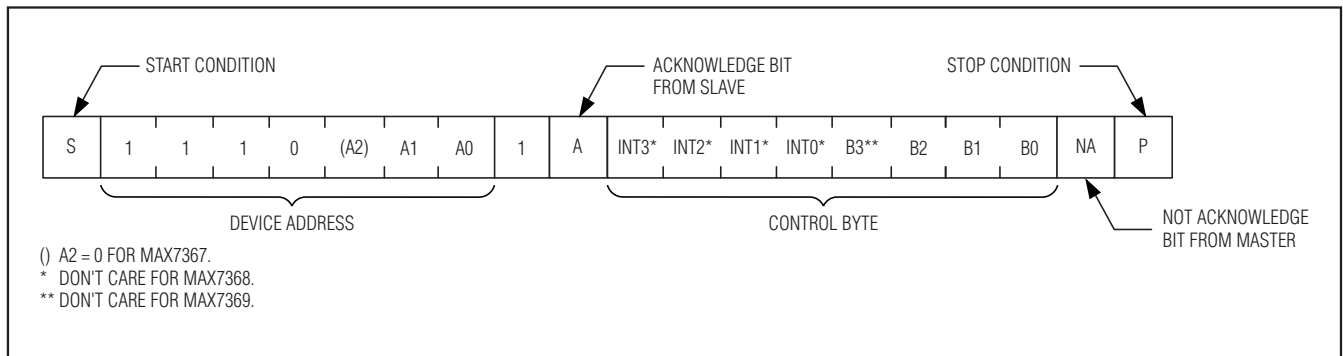 START CONDITION
ACKNOWLEDGE BIT
FROM SLAVE
STOP CONDITION
S 1 1 1 0 (A2) A1 A0 1 A INT3* INT2* INT1* INT0* B3** B2 B1 B0 NA P
DEVICE ADDRESS
CONTROL BYTE
NOT ACKNOWLEDGE
BIT FROM MASTER
() A2 = 0 FOR MAX7367.
* DON'T CARE FOR MAX7368.
** DON'T CARE FOR MAX7369.